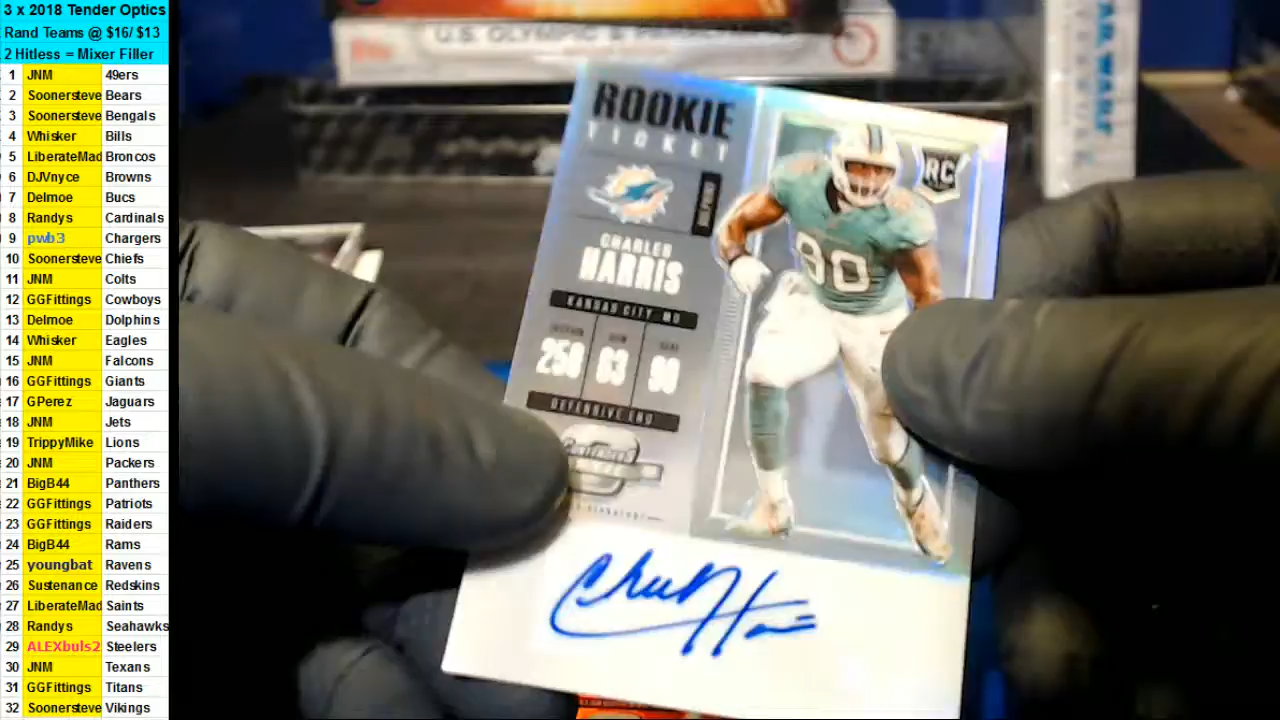 3 x 2018 Tender Optics
Rand Teams @ $16/ $13
2 Hitless = Mixer Filler
1 JNM 49ers
2 Soonersteve Bears
3 Soonersteve Bengals
4 Whisker Bills
5 LiberateMad Broncos
6 DJVnyce Browns
7 Delmoe Bucs
8 Randys Cardinals
9 pwb3 Chargers
10 Soonersteve Chiefs
11 JNM Colts
12 GGFittings Cowboys
13 Delmoe Dolphins
14 Whisker Eagles
15 JNM Falcons
16 GGFittings Giants
17 GPerez Jaguars
18 JNM Jets
19 TrippyMike Lions
20 JNM Packers
21 BigB44 Panthers
22 GGFittings Patriots
23 GGFittings Raiders
24 BigB44 Rams
25 youngbat Ravens
26 Sustenance Redskins
27 LiberateMad Saints
28 Randys Seahawks
29 ALEXbuls2 Steelers
30 JNM Texans
31 GGFittings Titans
32 Soonersteve Vikings
U.S. OLYMPIC &
STAR WARS
ROOKIE
TICKET
RC
DOLPHINS
CHARLES
HARRIS
KANSAS CITY, MO
258 63 90
DEFENSIVE END
90